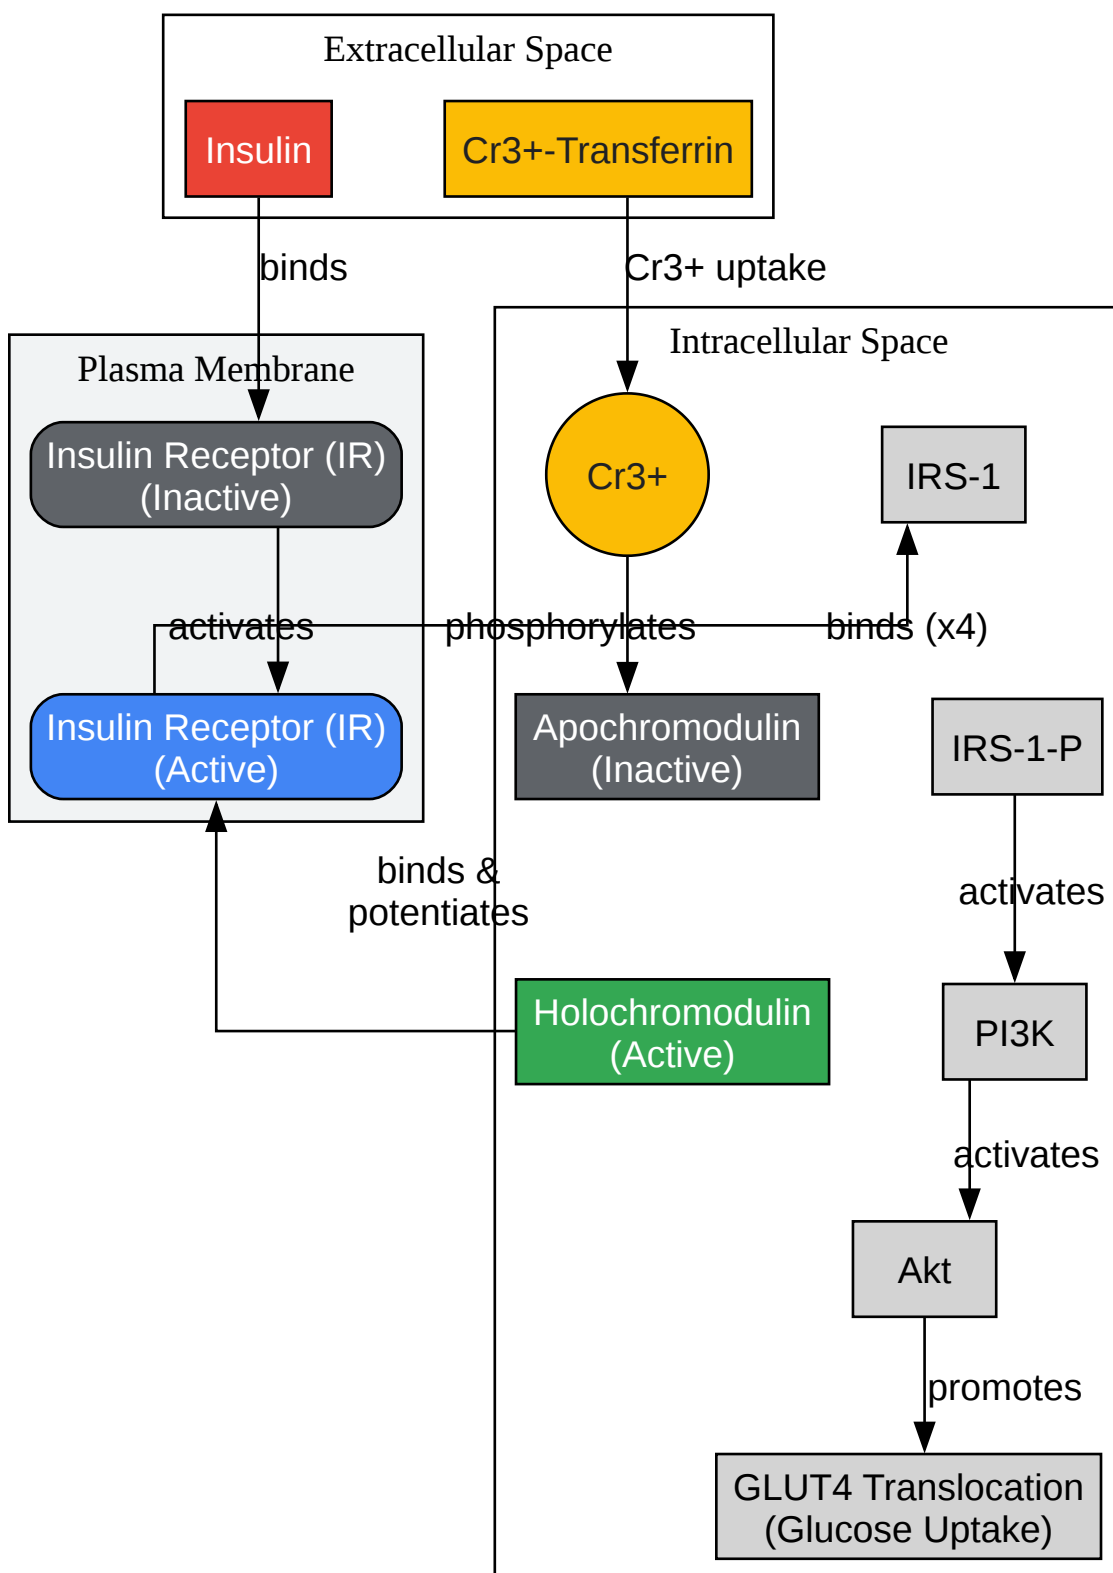 Extracellular Space
Insulin
Cr3+-Transferrin
binds
Cr3+ uptake
Plasma Membrane
Intracellular Space
Insulin Receptor (IR)
(Inactive)
Cr3+
IRS-1
activates
phosphorylates
binds (x4)
Insulin Receptor (IR)
(Active)
Apochromodulin
(Inactive)
IRS-1-P
binds &
potentiates
activates
Holochromodulin
(Active)
PI3K
activates
Akt
promotes
GLUT4 Translocation
(Glucose Uptake)